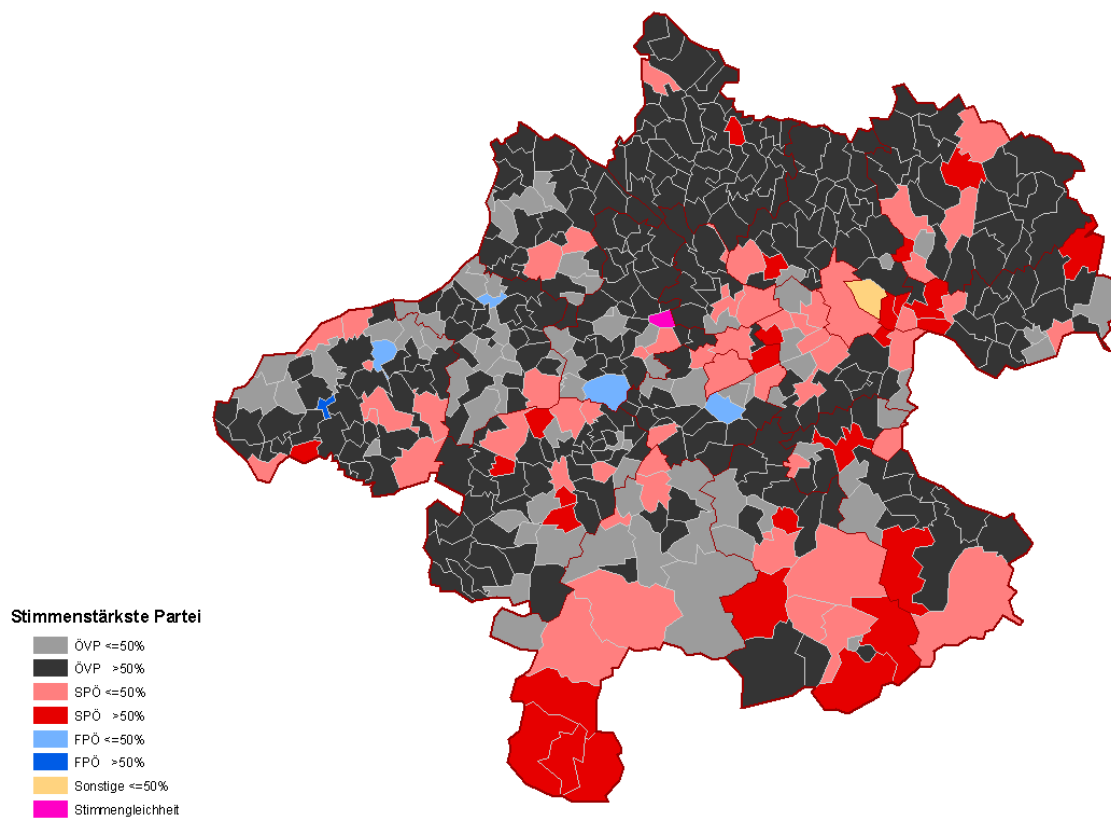 Stimmenstärkste Partei
ÖVP <=50%
ÖVP >50%
SPÖ <=50%
SPÖ >50%
FPÖ <=50%
FPÖ >50%
Sonstige <=50%
Stimmengleichheit